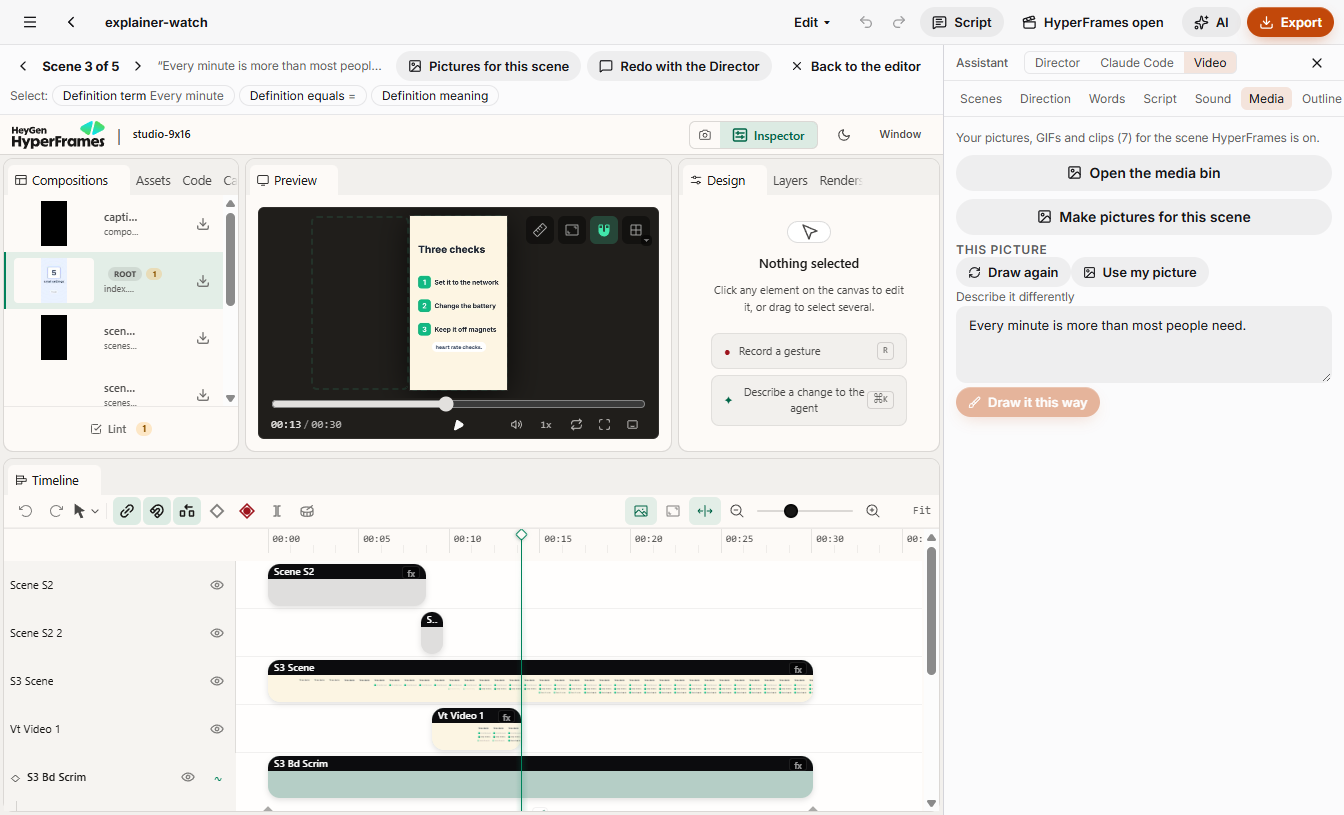 explainer-watch
Edit
Script
HyperFrames open
AI
Export
Scene 3 of 5
“Every minute is more than most peopl...
Pictures for this scene
Redo with the Director
Back to the editor
Select:
Definition term Every minute
Definition equals =
Definition meaning
HeyGen
HyperFrames
studio-9x16
Inspector
Window
Compositions
Assets
Code
Ca
capti...
compo...
ROOT
1
index....
scen...
scenes...
scen...
scenes...
Lint
1
Preview
Three checks
1 Set it to the network
2 Change the battery
3 Keep it off magnets
heart rate checks.
00:13 / 00:30
1x
Design
Layers
Renders
Nothing selected
Click any element on the canvas to edit
it, or drag to select several.
Record a gesture
R
Describe a change to the
agent
⌘K
Timeline
Fit
00:00
00:05
00:10
00:15
00:20
00:25
00:30
00:
Scene S2
Scene S2
fx
Scene S2 2
S..
S3 Scene
S3 Scene
fx
Vt Video 1
Vt Video 1
fx
S3 Bd Scrim
S3 Bd Scrim
fx
Assistant
Director
Claude Code
Video
Scenes
Direction
Words
Script
Sound
Media
Outline
Your pictures, GIFs and clips (7) for the scene HyperFrames is on.
Open the media bin
Make pictures for this scene
THIS PICTURE
Draw again
Use my picture
Describe it differently
Every minute is more than most people need.
Draw it this way